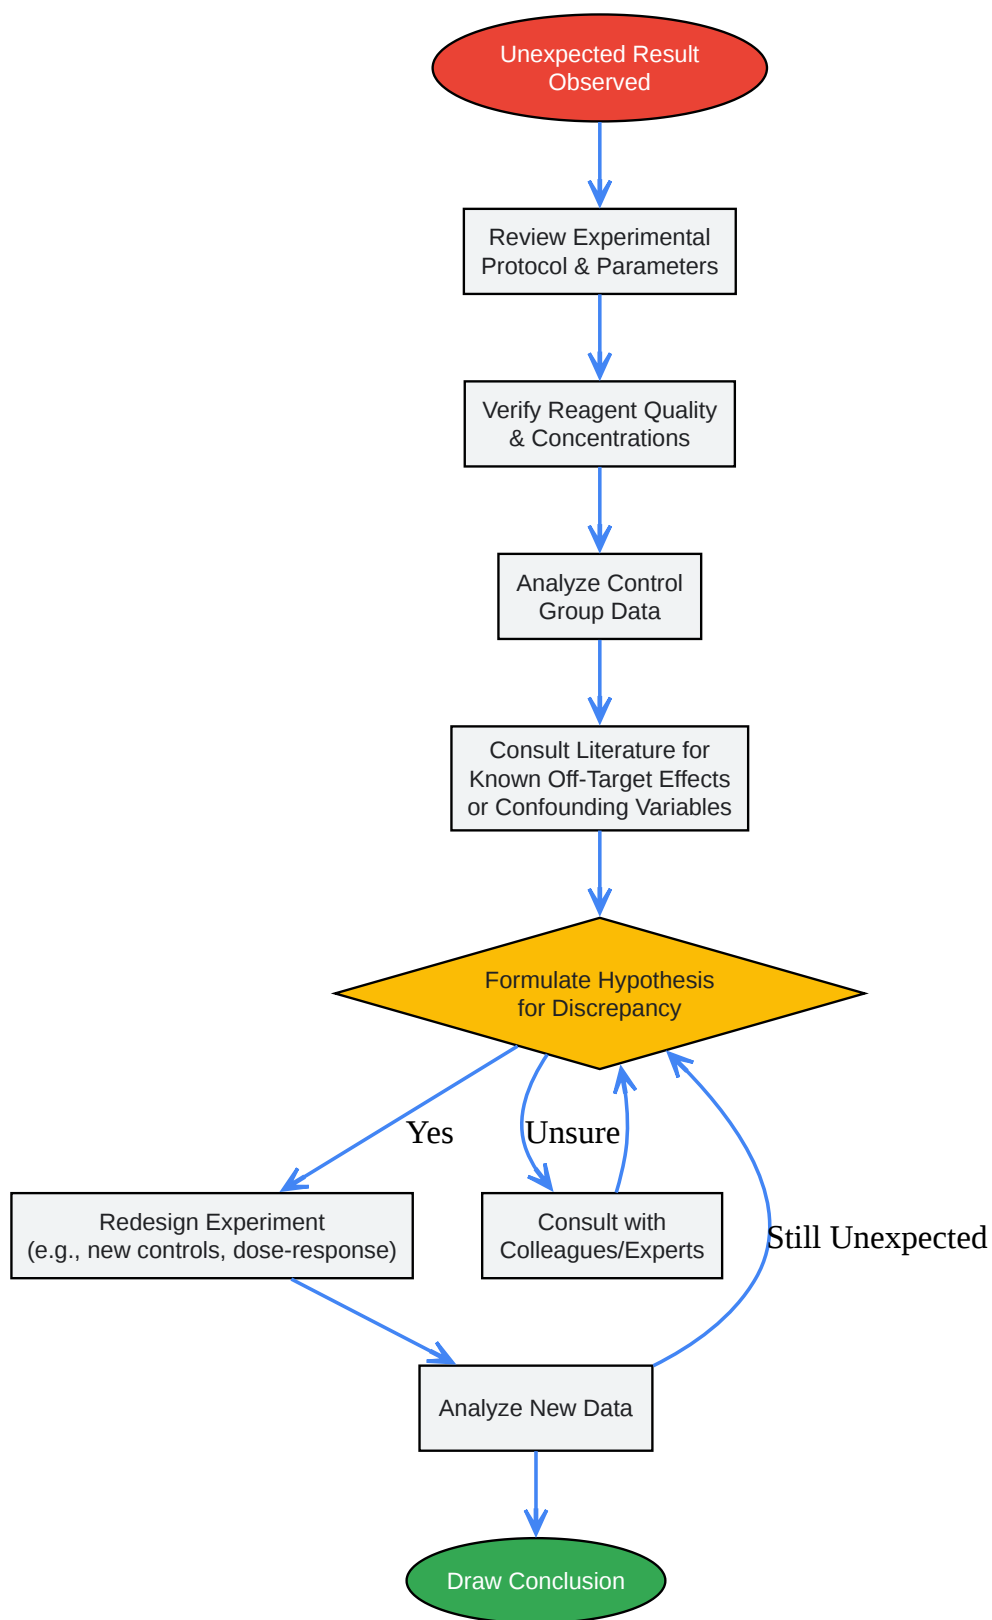 Unexpected Result
Observed
Review Experimental
Protocol & Parameters
Verify Reagent Quality
& Concentrations
Analyze Control
Group Data
Consult Literature for
Known Off-Target Effects
or Confounding Variables
Formulate Hypothesis
for Discrepancy
Yes
Unsure
Redesign Experiment
(e.g., new controls, dose-response)
Consult with
Colleagues/Experts
Still Unexpected
Analyze New Data
Draw Conclusion